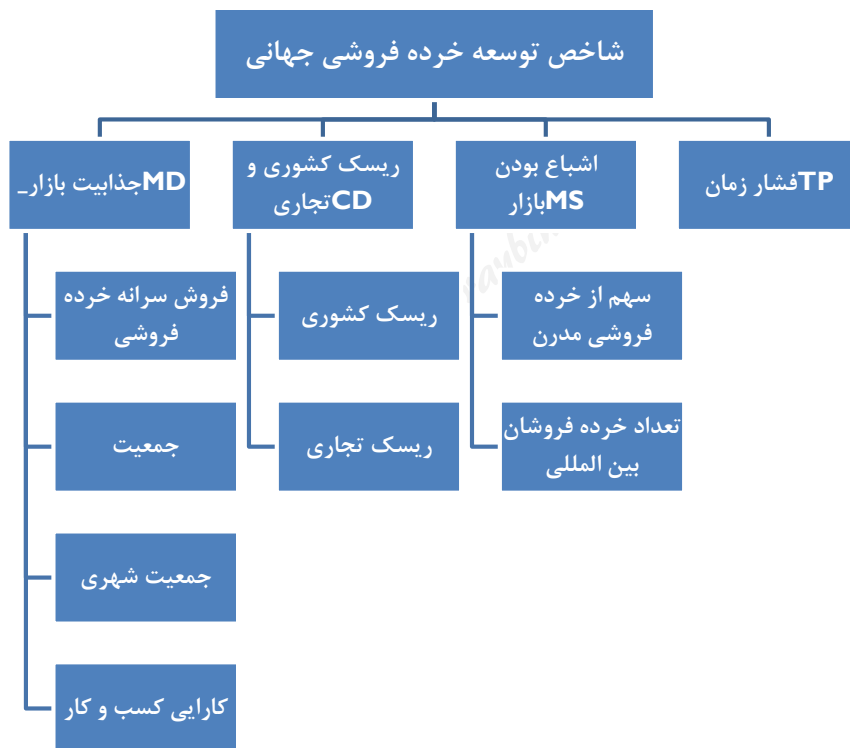 شاخص توسعه خرده فروشی جهانی
MDجذابیت بازار_
فروش سرانه خرده
فروشی
جمعیت
جمعیت شهری
کارایی کسب و کار
ریسک کشوری و
CDتجاری
ریسک کشوری
ریسک تجاری
اشباع بودن
MSبازار
سهم از خرده
فروشی مدرن
تعداد خرده فروشان
بین المللی
TPفشار زمان